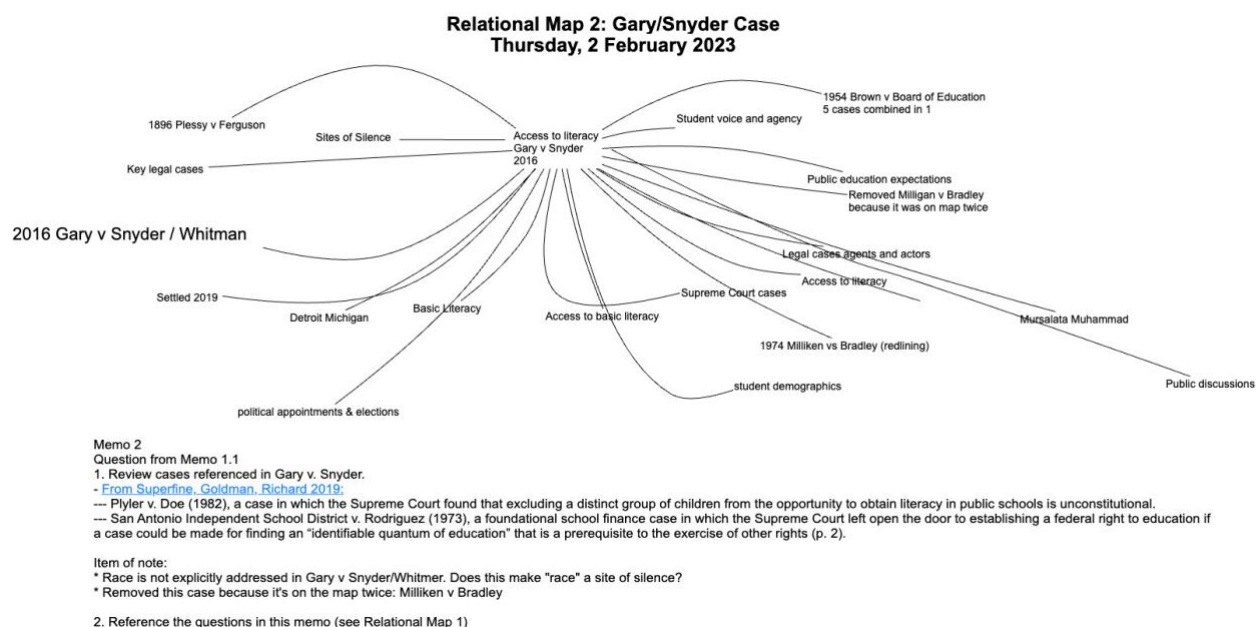 Relational Map 2: Gary/Snyder Case
Thursday, 2 February 2023
1896 Plessy v Ferguson
Sites of Silence
Key legal cases
2016 Gary v Snyder / Whitman
Settled 2019
Detroit Michigan
Basic Literacy
political appointments & elections
Access to literacy
Gary v Snyder
2016
1954 Brown v Board of Education
5 cases combined in 1
Student voice and agency
Public education expectations
Removed Milligan v Bradley
because it was on map twice
Legal cases agents and actors
Access to literacy
Supreme Court cases
Access to basic literacy
Mursalata Muhammad
1974 Milliken vs Bradley (redlining)
Public discussions
student demographics
Memo 2
Question from Memo 1.1
1. Review cases referenced in Gary v. Snyder.
- From Superfine, Goldman, Richard 2019:
--- Plyler v. Doe (1982), a case in which the Supreme Court found that excluding a distinct group of children from the opportunity to obtain literacy in public schools is unconstitutional.
--- San Antonio Independent School District v. Rodriguez (1973), a foundational school finance case in which the Supreme Court left open the door to establishing a federal right to education if
a case could be made for finding an “identifiable quantum of education” that is a prerequisite to the exercise of other rights (p. 2).
Item of note:
* Race is not explicitly addressed in Gary v Snyder/Whitmer. Does this make "race" a site of silence?
* Removed this case because it's on the map twice: Milliken v Bradley
2. Reference the questions in this memo (see Relational Map 1)